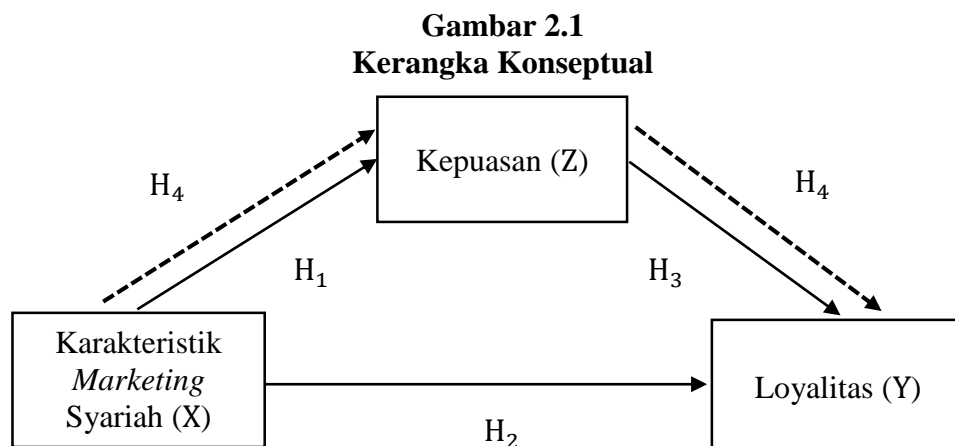 Gambar 2.1
Kerangka Konseptual
Kepuasan (Z)
H₄
H₄
H₁
H₃
Karakteristik
Marketing
Syariah (X)
Loyalitas (Y)
H₂